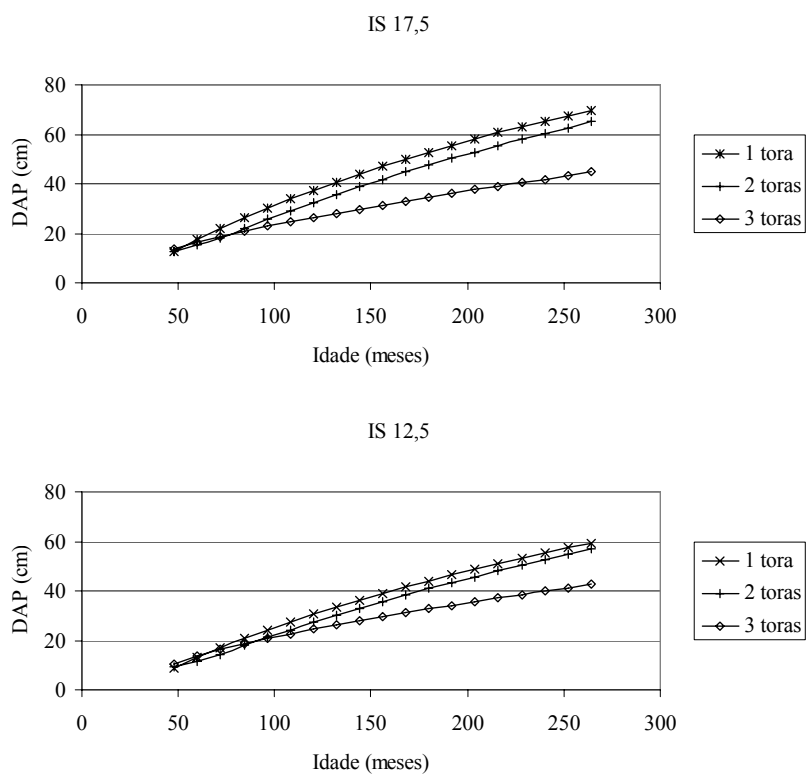 IS 17,5
80
60
40
20
0
DAP (cm)
0 50 100 150 200 250 300
Idade (meses)
1 tora
2 toras
3 toras
IS 12,5
80
60
40
20
0
DAP (cm)
0 50 100 150 200 250 300
Idade (meses)
1 tora
2 toras
3 toras